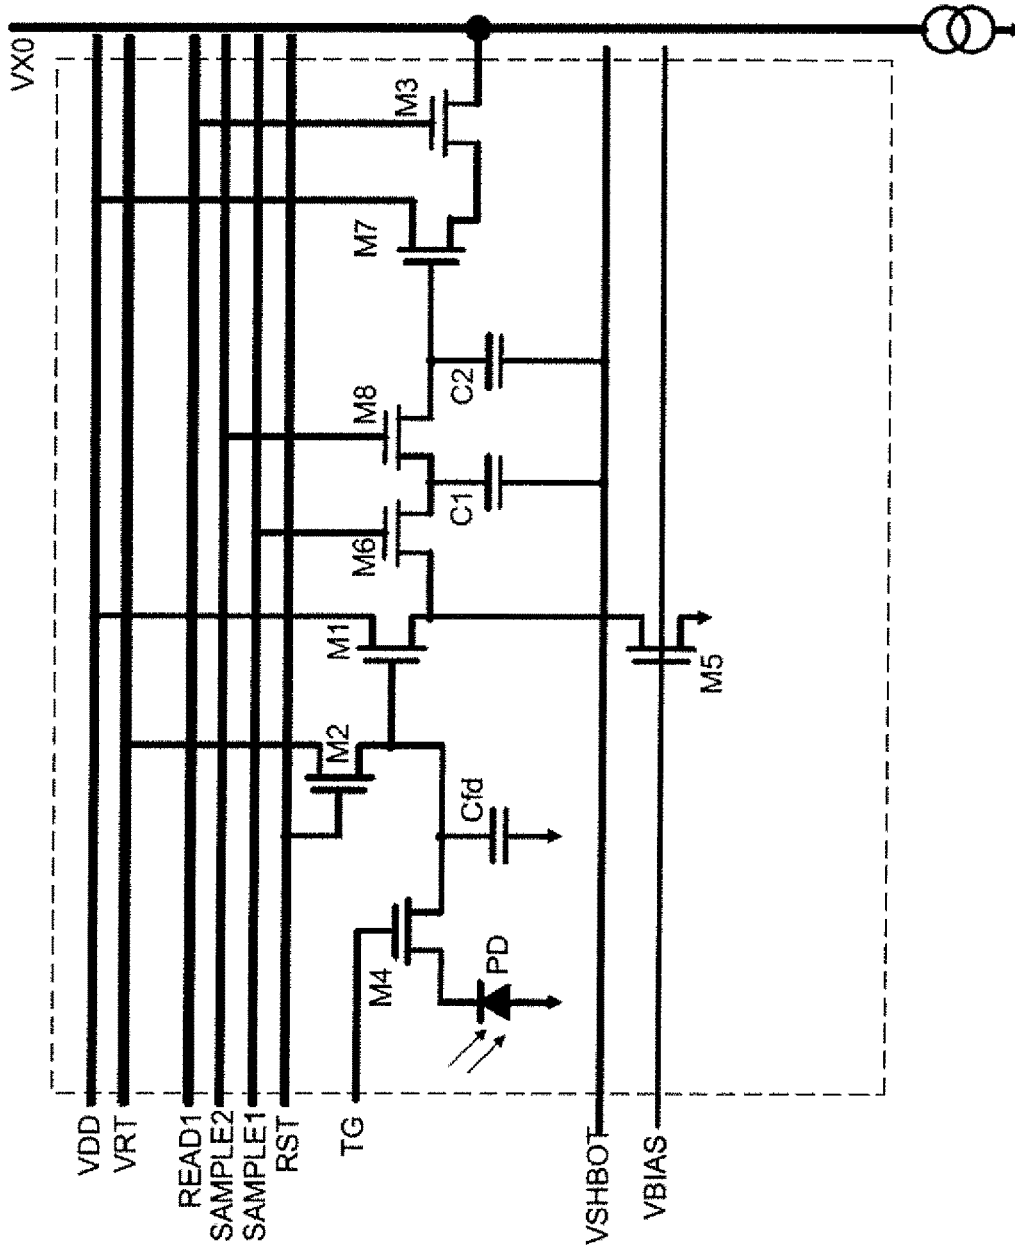 VX0
M3
M7
M8
C2
M6
C1
M1
M5
M2
Cfd
M4
PD
VDD
VRT
READ1
SAMPLE2
SAMPLE1
RST
TG
VSHBOT
VBIAS